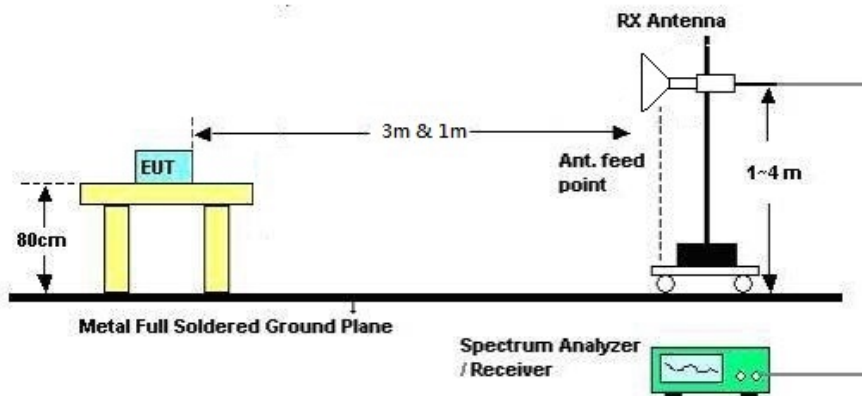 RX Antenna
3m & 1m
EUT
Ant. feed
point
1~4 m
80cm
Metal Full Soldered Ground Plane
Spectrum Analyzer
/ Receiver